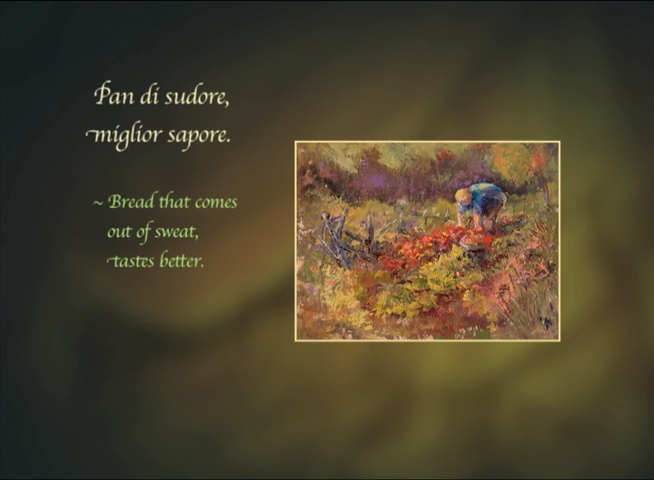 Pan di sudore,
miglior sapore.
~ Bread that comes
out of sweat,
tastes better.